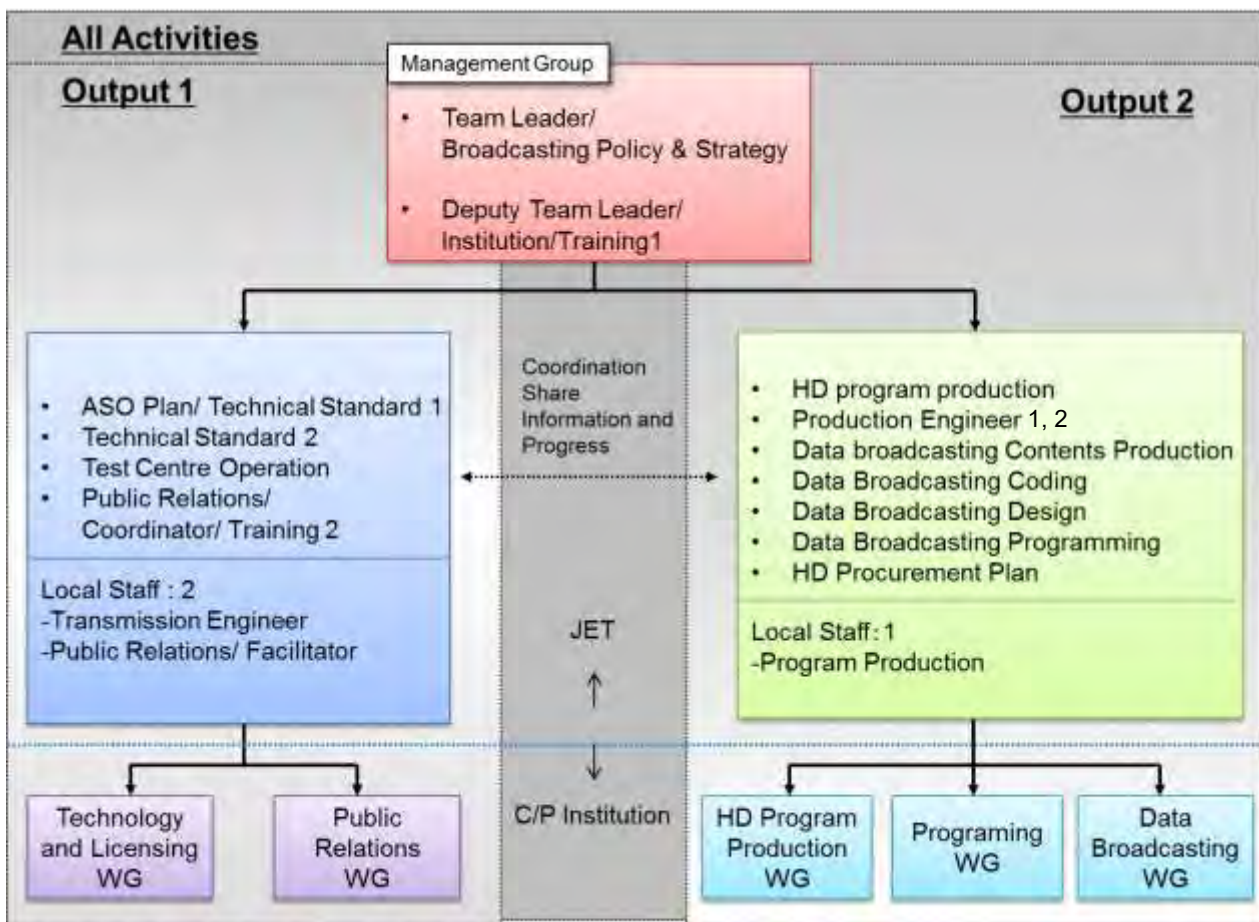 All Activities
Output 1
Output 2
Management Group
• Team Leader/
Broadcasting Policy & Strategy
• Deputy Team Leader/
Institution/Training1
• ASO Plan/ Technical Standard 1
• Technical Standard 2
• Test Centre Operation
• Public Relations/
Coordinator/ Training 2
Local Staff : 2
-Transmission Engineer
-Public Relations/ Facilitator
Coordination
Share
Information and
Progress
• HD program production
• Production Engineer 1, 2
• Data broadcasting Contents Production
• Data Broadcasting Coding
• Data Broadcasting Design
• Data Broadcasting Programming
• HD Procurement Plan
Local Staff : 1
-Program Production
JET
↑
↓
C/P Institution
Technology
and Licensing
WG
Public
Relations
WG
HD Program
Production
WG
Programing
WG
Data
Broadcasting
WG